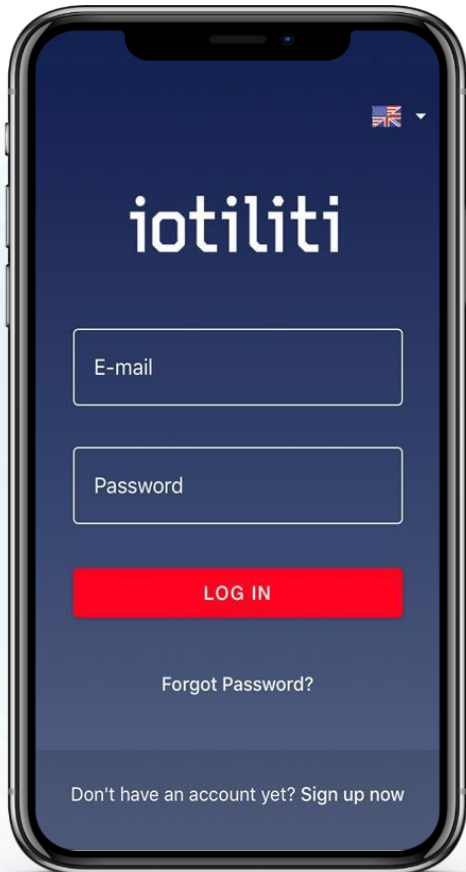 iotiliti
E-mail
Password
LOG IN
Forgot Password?
Don't have an account yet? Sign up now